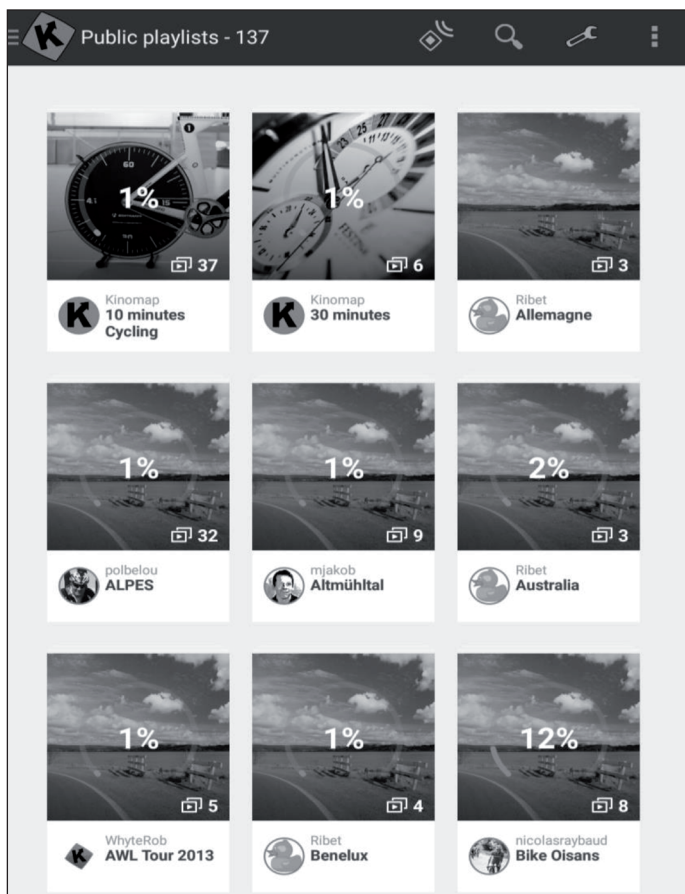 Public playlists - 137
1%
37
Kinomap
10 minutes
Cycling
1%
6
Kinomap
30 minutes
3
Ribet
Allemagne
1%
32
polbelou
ALPES
1%
9
mjakob
Altmühltal
2%
3
Ribet
Australia
1%
5
WhyteRob
AWL Tour 2013
1%
4
Ribet
Benelux
12%
8
nicolasraybaud
Bike Oisans